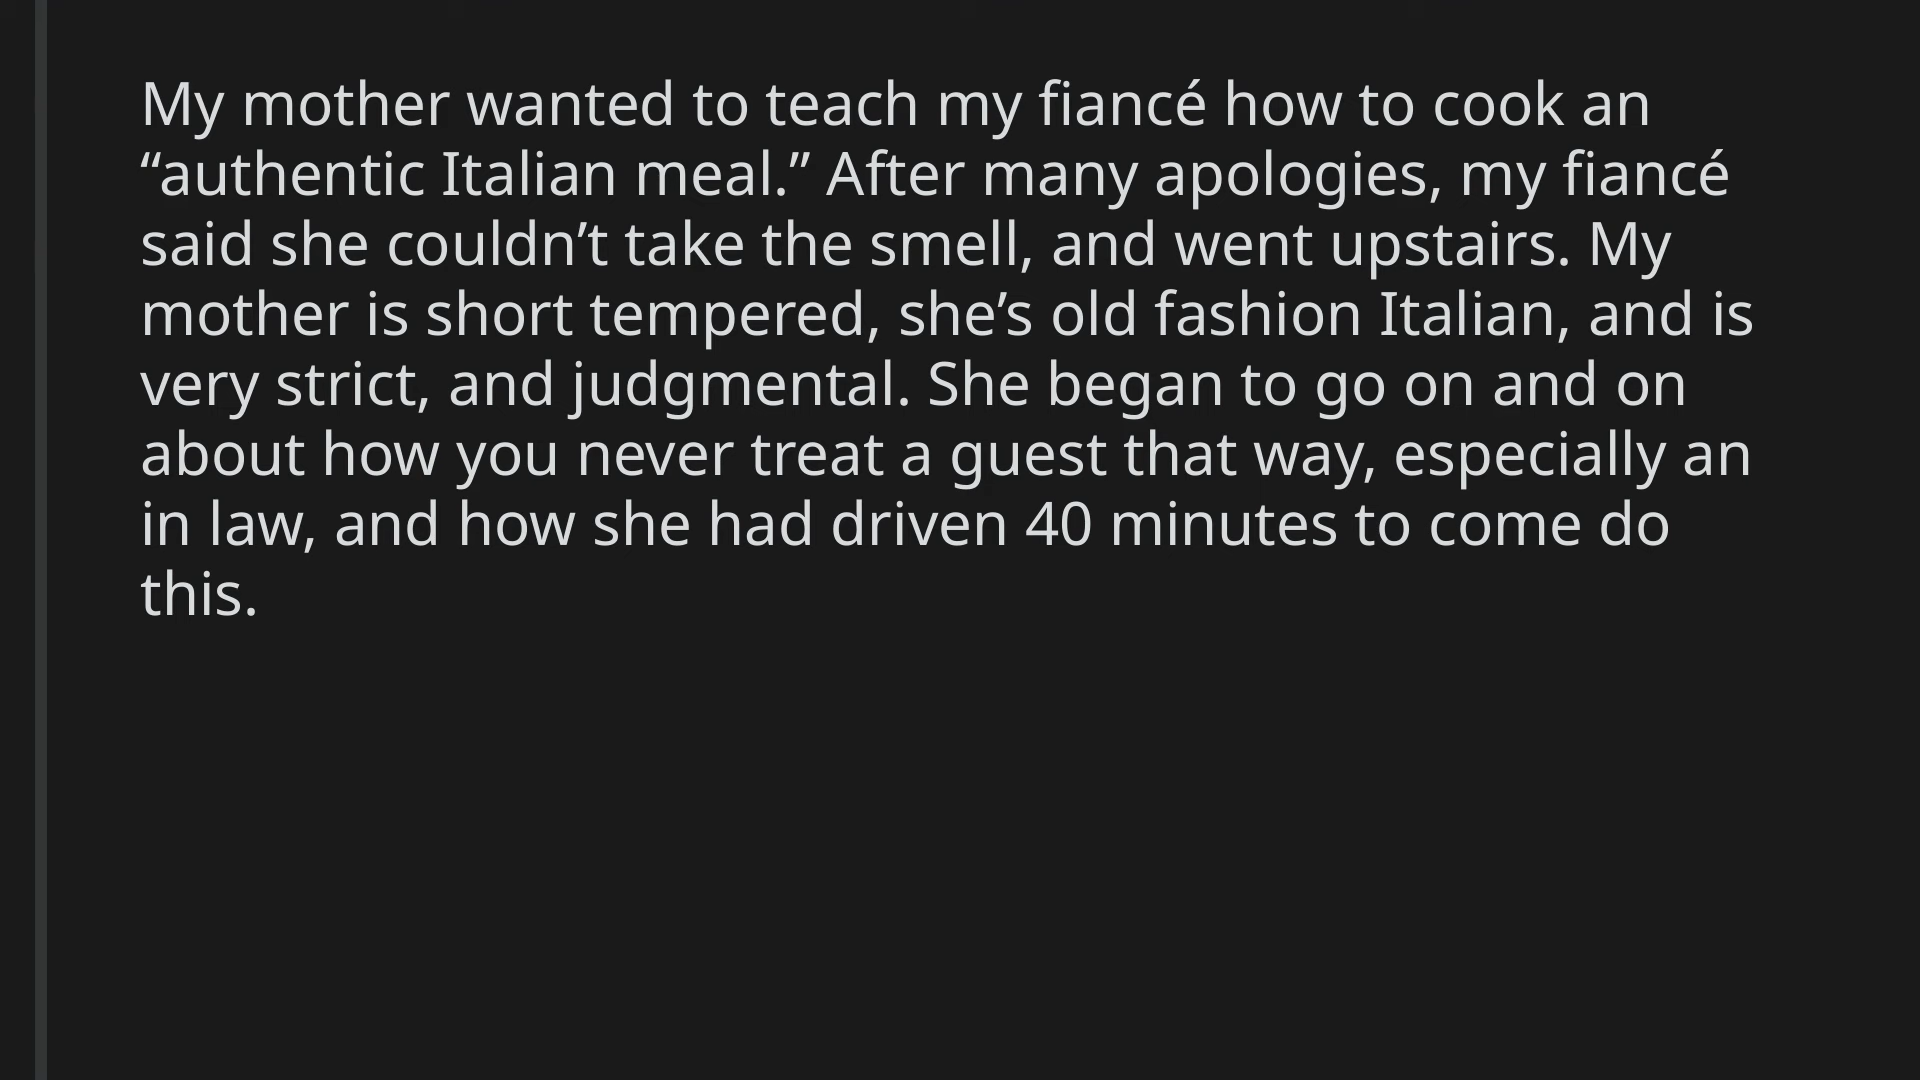 My mother wanted to teach my fiancé how to cook an
“authentic Italian meal.” After many apologies, my fiancé
said she couldn’t take the smell, and went upstairs. My
mother is short tempered, she’s old fashion Italian, and is
very strict, and judgmental. She began to go on and on
about how you never treat a guest that way, especially an
in law, and how she had driven 40 minutes to come do
this.